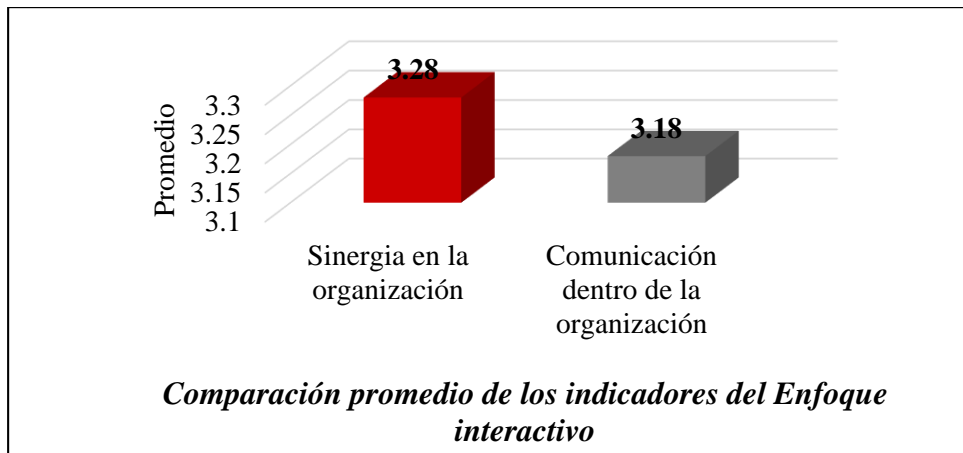 3.28
3.18
Promedio
3.3
3.25
3.2
3.15
3.1
Sinergia en la
organización
Comunicación
dentro de la
organización
Comparación promedio de los indicadores del Enfoque
interactivo